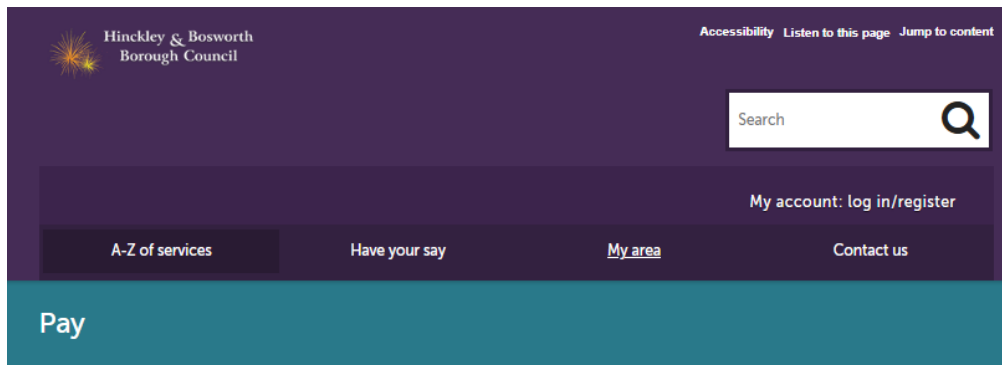 Hinckley & Bosworth
Borough Council
Accessibility Listen to this page Jump to content
Search
My account: log in/register
A-Z of services Have your say My area Contact us
Pay